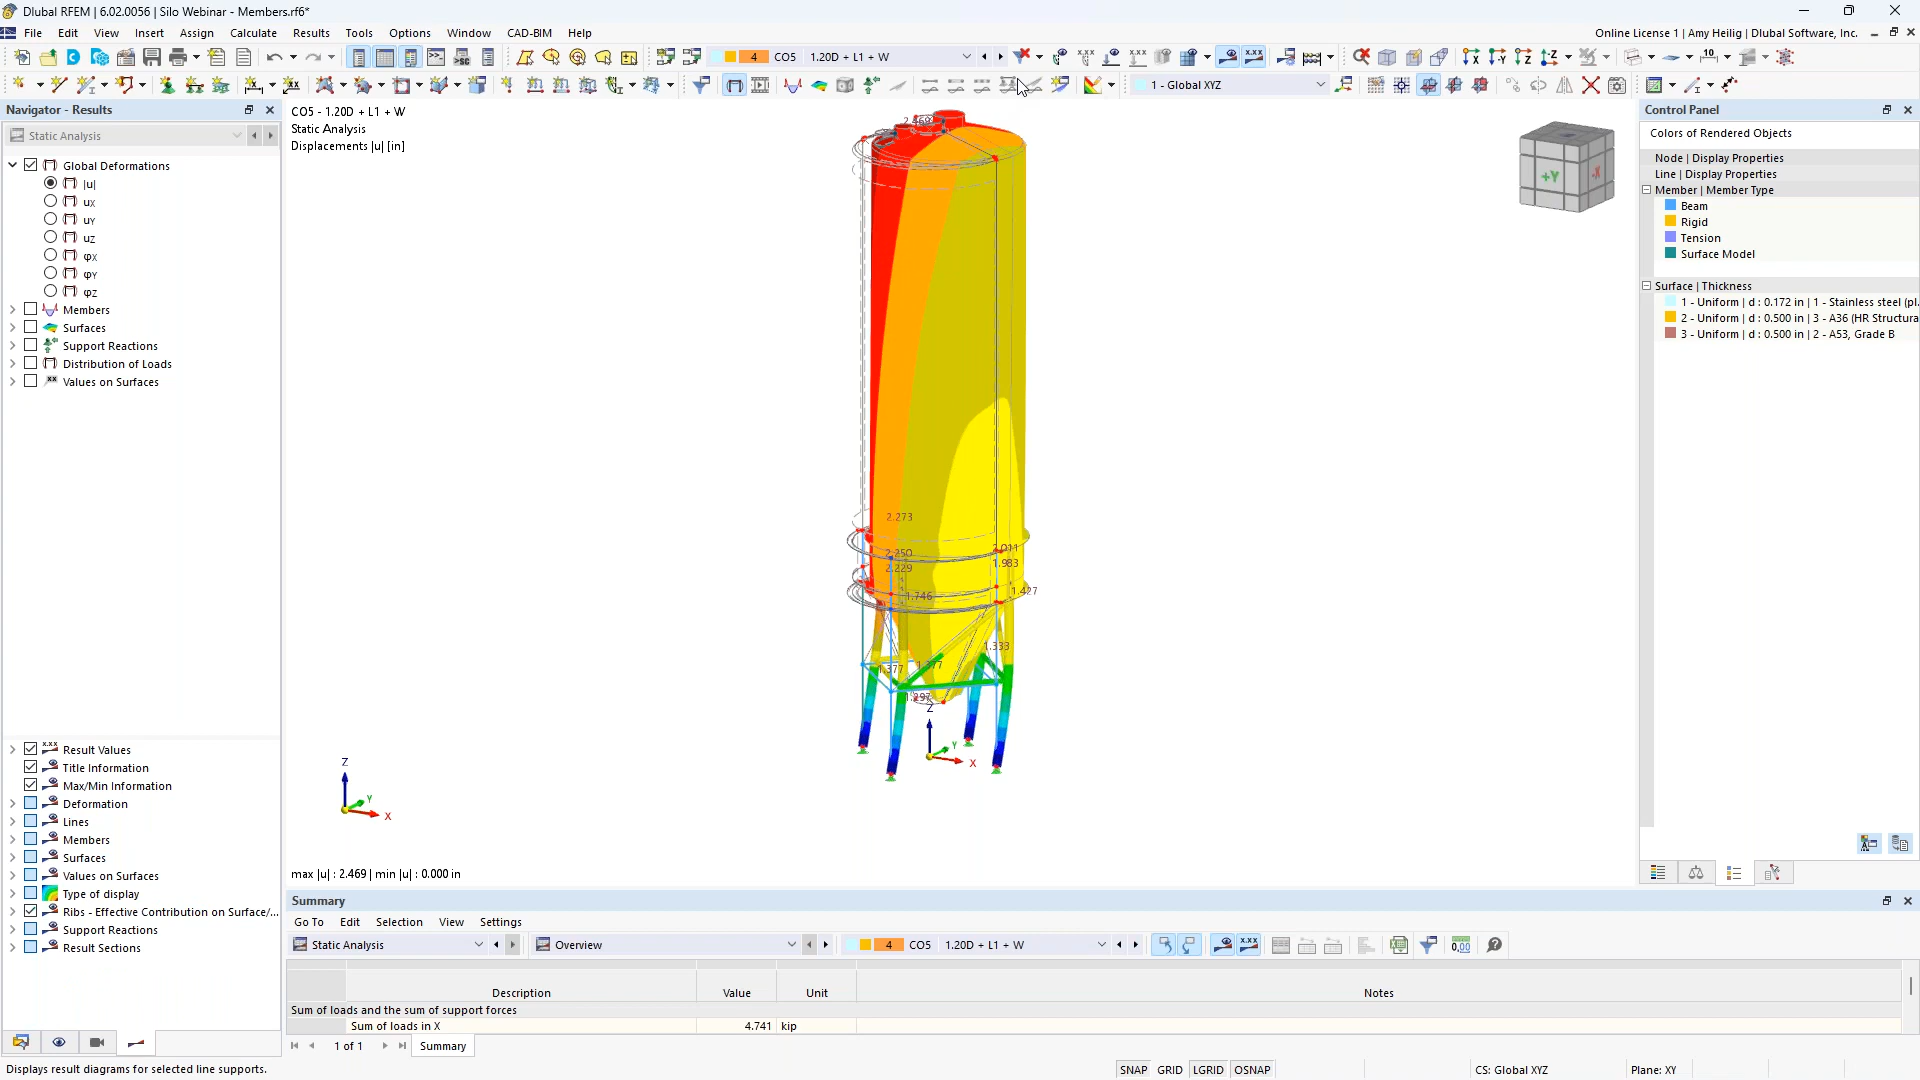 Dlubal RFEM | 6.02.0056 | Silo Webinar - Members.rf6*
File Edit View Insert Assign Calculate Results Tools Options Window CAD-BIM Help
Online License 1 | Amy Heilig | Dlubal Software, Inc.
4 CO5 1.20D + L1 + W
1 - Global XYZ
Navigator - Results
Static Analysis
Global Deformations
|u|
uX
uY
uZ
φX
φY
φZ
Members
Surfaces
Support Reactions
Distribution of Loads
Values on Surfaces
Result Values
Title Information
Max/Min Information
Deformation
Lines
Members
Surfaces
Values on Surfaces
Type of display
Ribs - Effective Contribution on Surface/...
Support Reactions
Result Sections
CO5 - 1.20D + L1 + W
Static Analysis
Displacements |u| [in]
2.469
2.273
2.250
2.011
2.229
1.983
1.746
1.427
1.333
1.377
1.377
1.297
Z
Y
X
Z
Y
X
max |u| : 2.469 | min |u| : 0.000 in
+Y
-X
Control Panel
Colors of Rendered Objects
Node | Display Properties
Line | Display Properties
Member | Member Type
Beam
Rigid
Tension
Surface Model
Surface | Thickness
1 - Uniform | d : 0.172 in | 1 - Stainless steel (pl.
2 - Uniform | d : 0.500 in | 3 - A36 (HR Structura
3 - Uniform | d : 0.500 in | 2 - A53, Grade B
Summary
Go To Edit Selection View Settings
Static Analysis Overview 4 CO5 1.20D + L1 + W
Description Value Unit Notes
Sum of loads and the sum of support forces
Sum of loads in X 4.741 kip
1 of 1 Summary
Displays result diagrams for selected line supports.
SNAP GRID LGRID OSNAP CS: Global XYZ Plane: XY